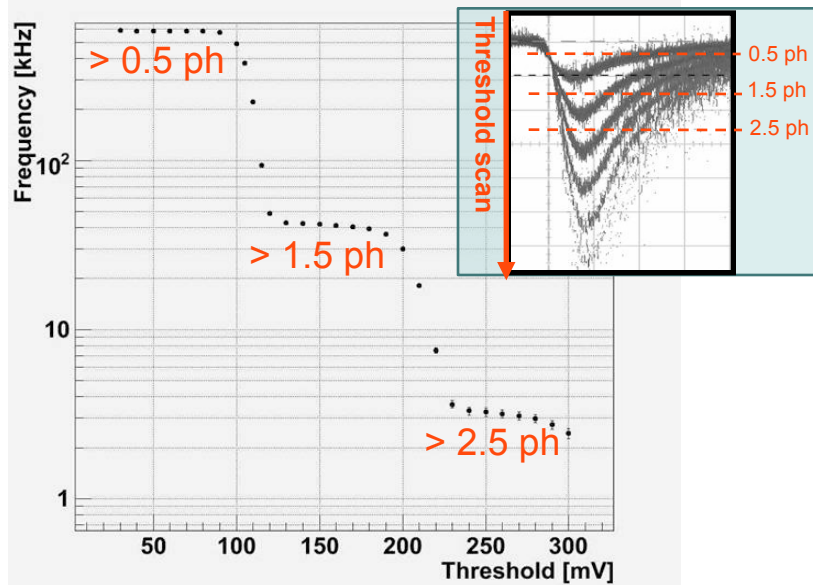 Frequency [kHz]
10²
10
1
> 0.5 ph
> 1.5 ph
> 2.5 ph
50
100
150
200
250
300
Threshold [mV]
Threshold scan
0.5 ph
1.5 ph
2.5 ph